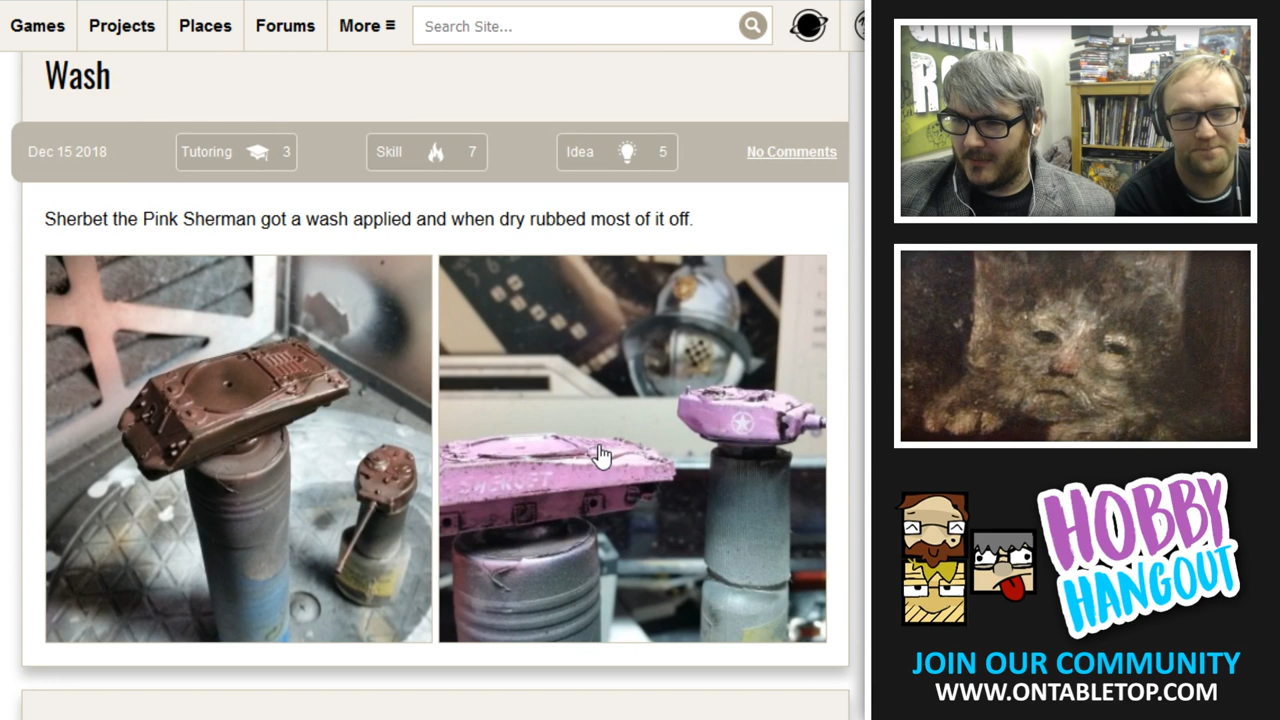 Games Projects Places Forums More ≡ Search Site...
Wash
Dec 15 2018 Tutoring 3 Skill 7 Idea 5 No Comments
Sherbet the Pink Sherman got a wash applied and when dry rubbed most of it off.
HOBBY
HANGOUT
JOIN OUR COMMUNITY
WWW.ONTABLETOP.COM